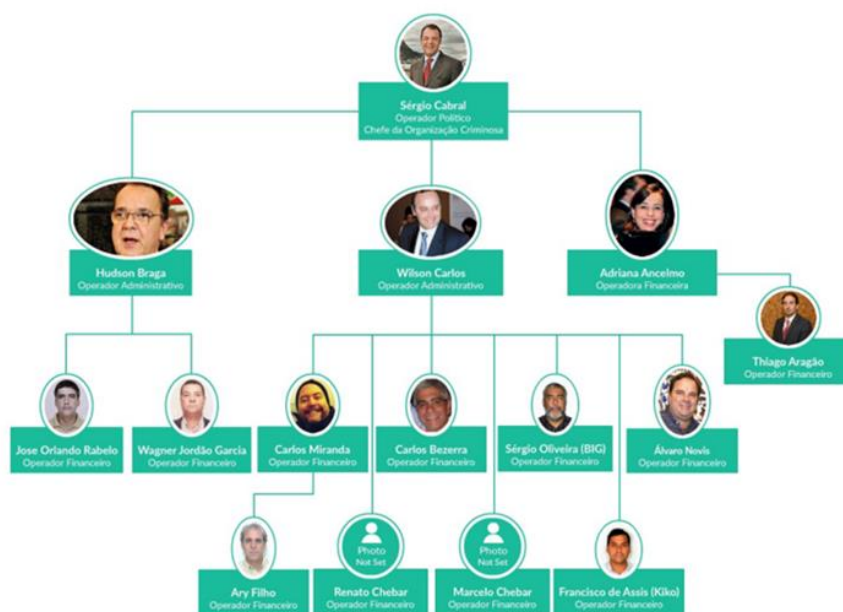 Sérgio Cabral
Operador Político
Chefe da Organização Criminosa
Hudson Braga
Operador Administrativo
Wilson Carlos
Operador Administrativo
Adriana Ancelmo
Operadora Financeira
Thiago Aragão
Operador Financeiro
Jose Orlando Rabelo
Operador Financeiro
Wagner Jordão Garcia
Operador Financeiro
Carlos Miranda
Operador Financeiro
Carlos Bezerra
Operador Financeiro
Sérgio Oliveira (BIG)
Operador Financeiro
Álvaro Novis
Operador Financeiro
Photo
Not Set
Photo
Not Set
Ary Filho
Operador Financeiro
Renato Chebar
Operador Financeiro
Marcelo Chebar
Operador Financeiro
Francisco de Assis (Kiko)
Operador Financeiro